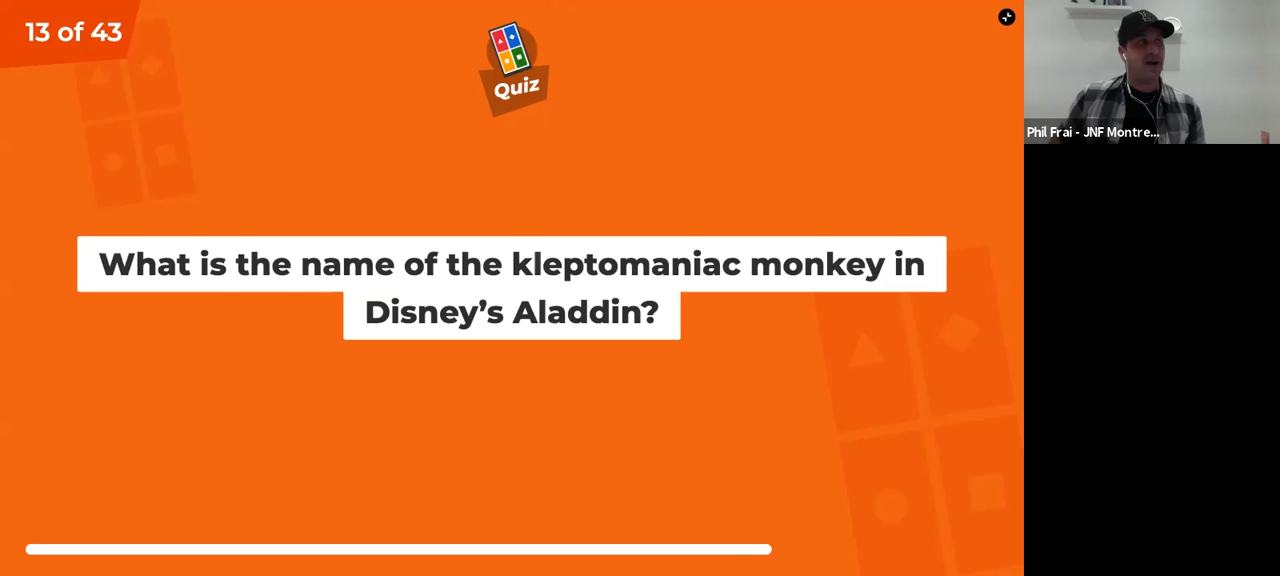 13 of 43
Quiz
What is the name of the kleptomaniac monkey in
Disney’s Aladdin?
Phil Frai - JNF Montre...